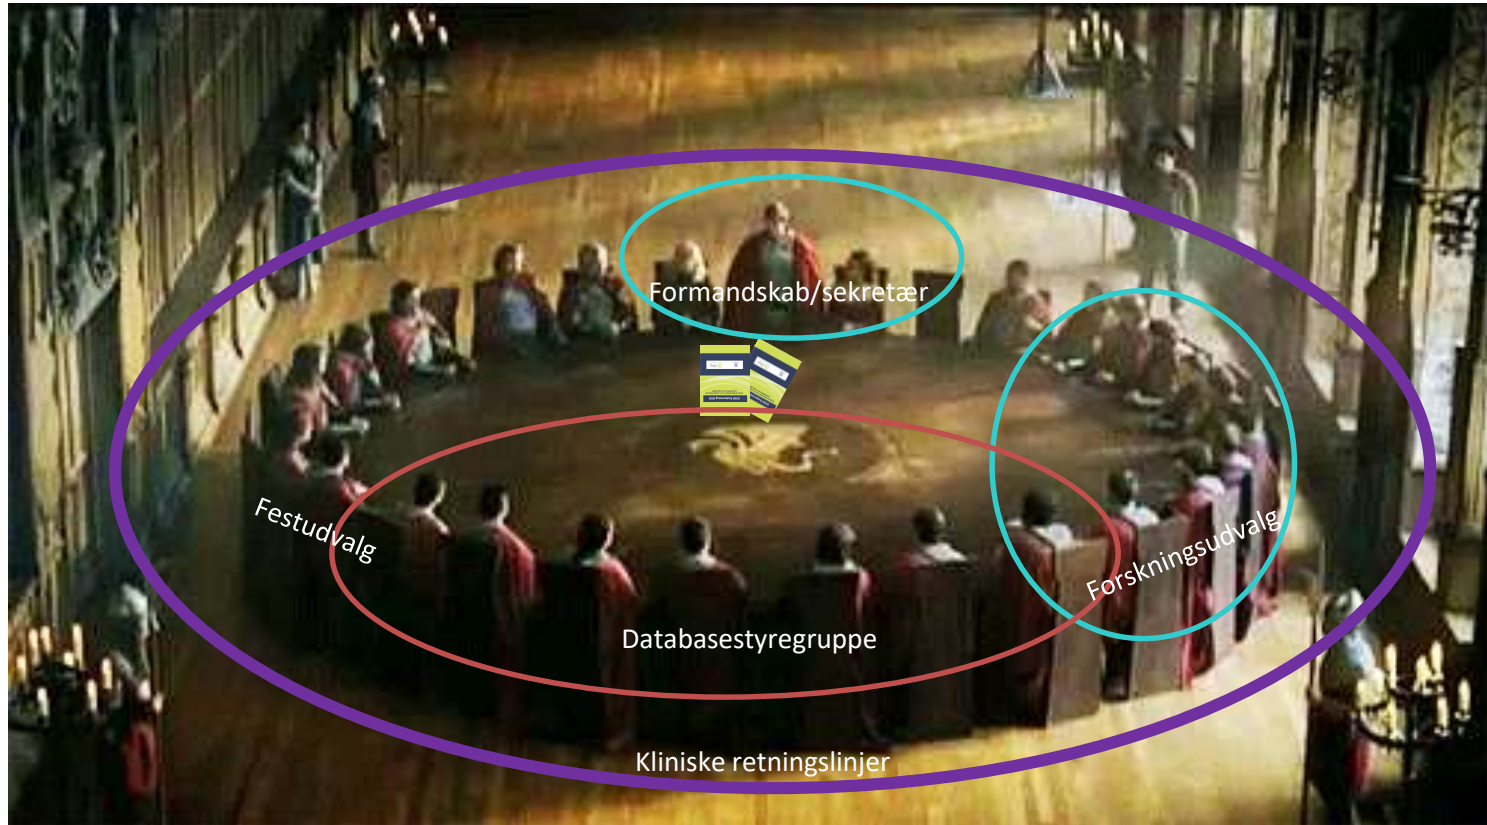 Formandskab/sekretær
Festudvalg
Forskningsudvalg
Databasestyregruppe
Kliniske retningslinjer